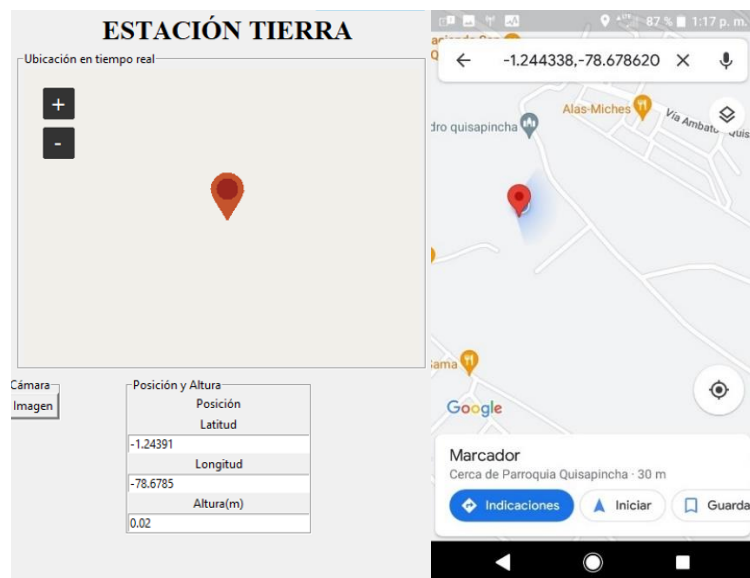 ESTACIÓN TIERRA
Ubicación en tiempo real
+
-
Cámara
Imagen
Posición y Altura
Posición
Latitud
-1.24391
Longitud
-78.6785
Altura(m)
0.02
87 % 1:17 p. m.
-1.244338,-78.678620
Alas-Miches
Vía Ambato
dro quisapincha
Google
Marcador
Cerca de Parroquia Quisapincha · 30 m
Indicaciones
Iniciar
Guarda